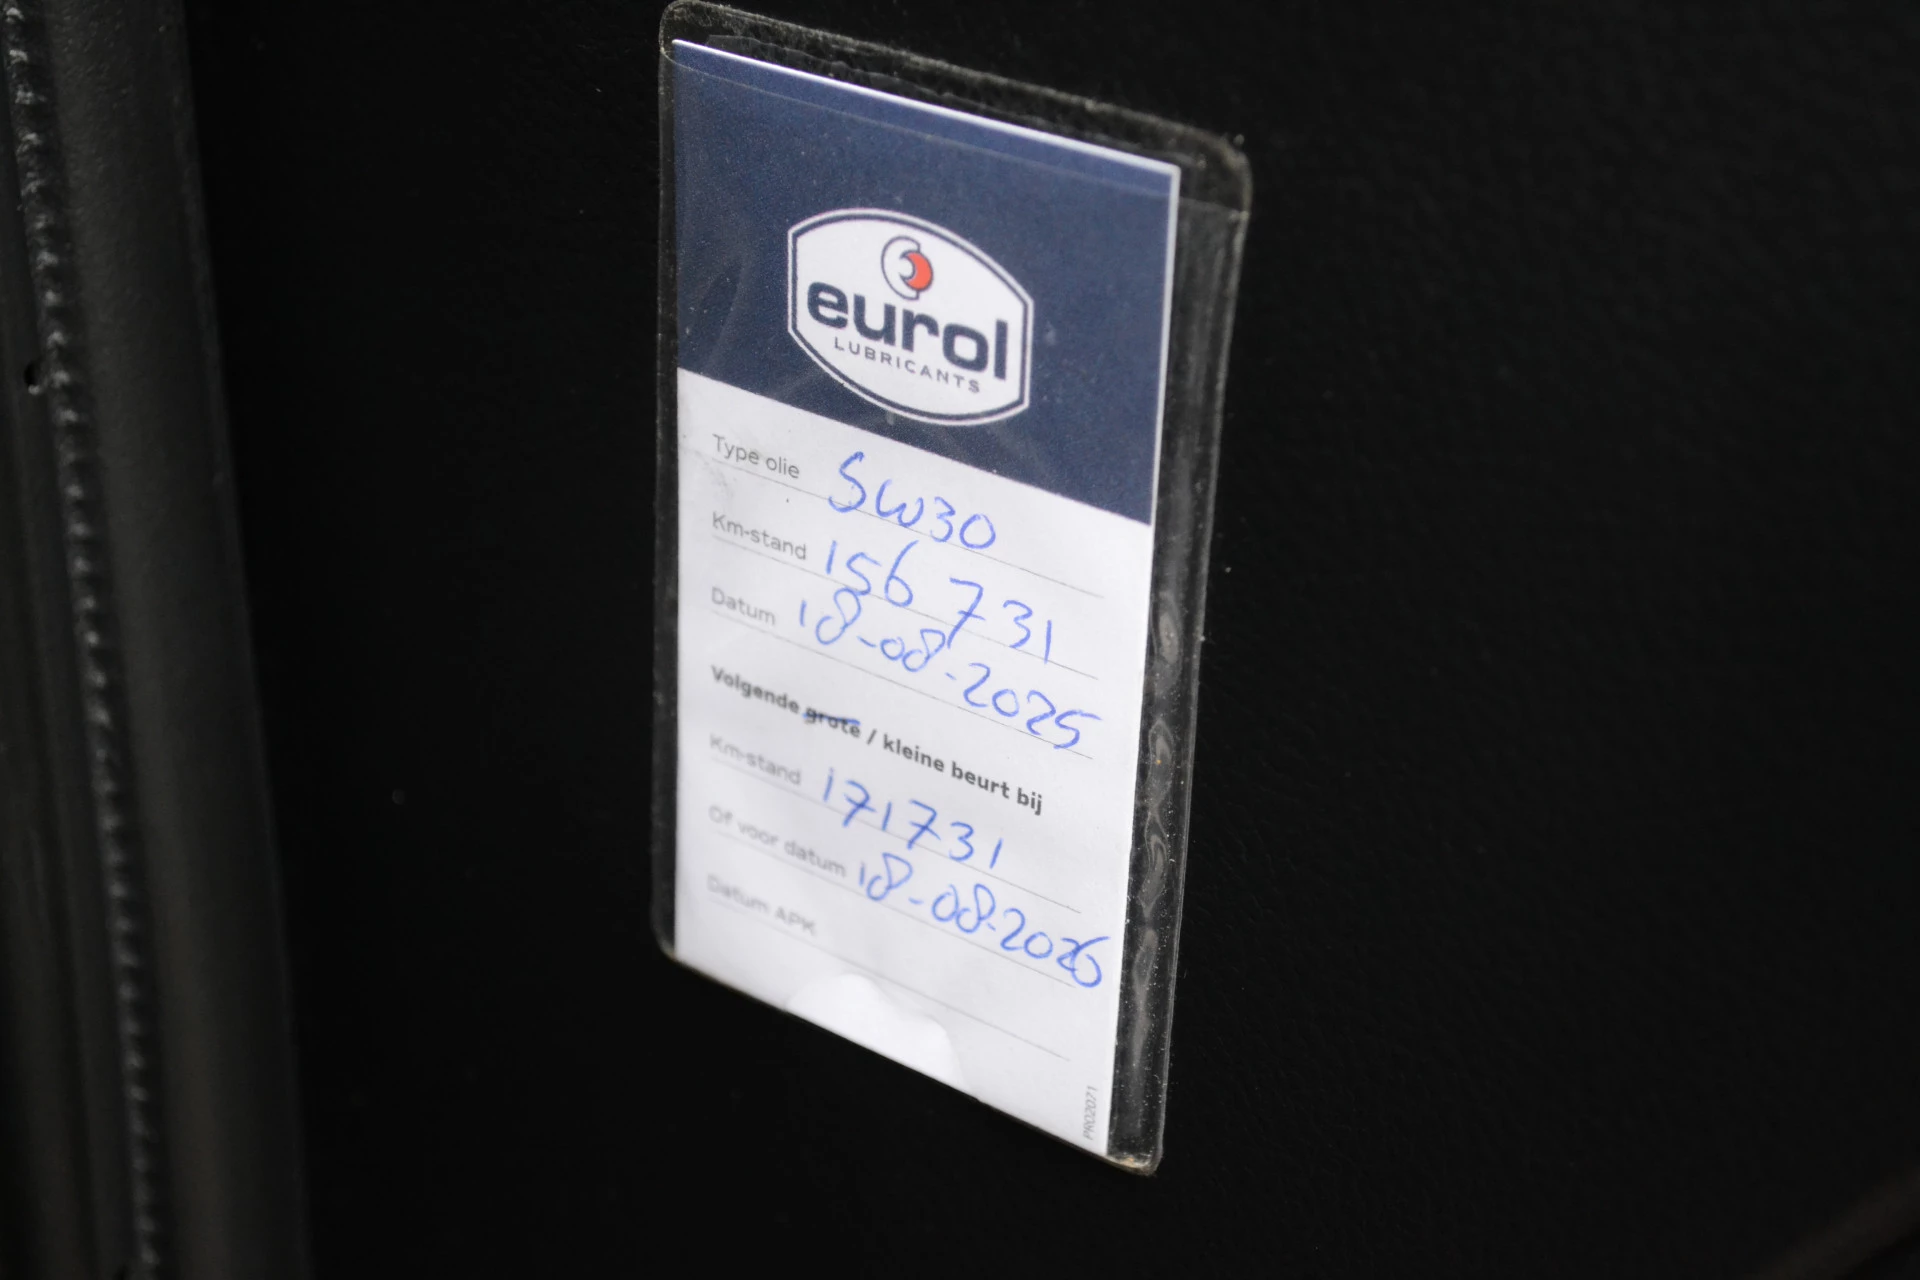 eurol
LUBRICANTS
Type olie 5W30
Km-stand 156 731
Datum 18-08-2025
Volgende grote / kleine beurt bij
Km-stand 171731
Of voor datum 18-08-2026
Datum APK
PR02071